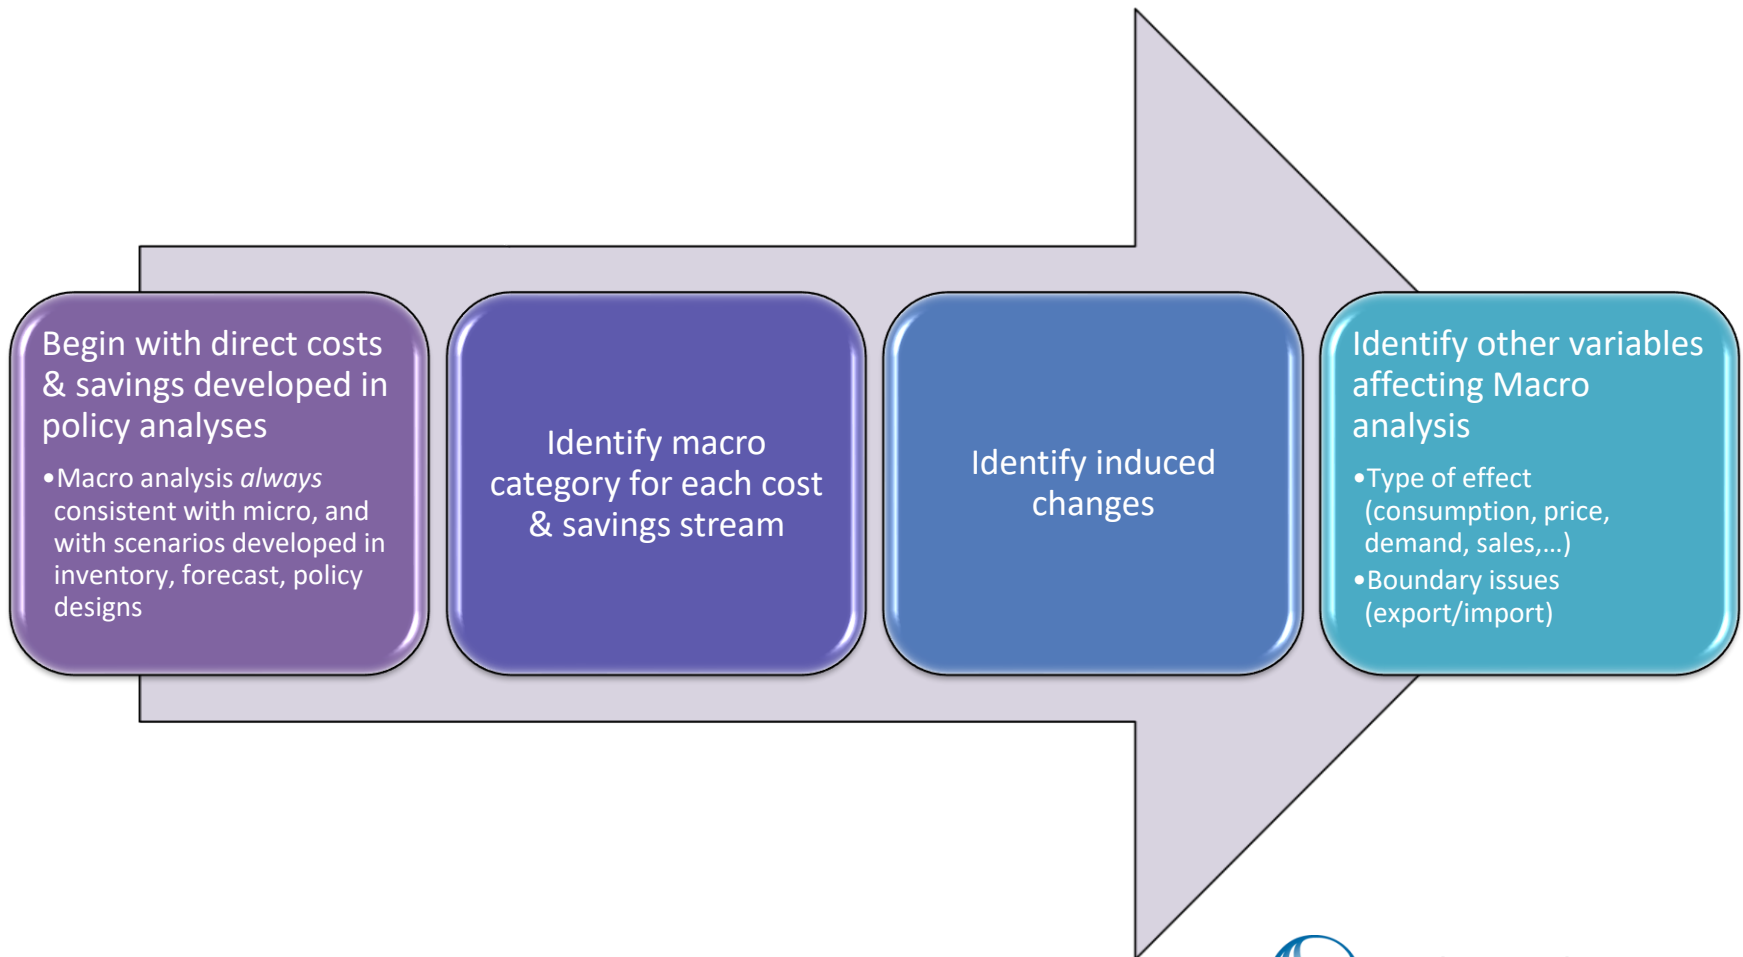 Begin with direct costs
& savings developed in
policy analyses
•Macro analysis always
consistent with micro, and
with scenarios developed in
inventory, forecast, policy
designs
Identify macro
category for each cost
& savings stream
Identify induced
changes
Identify other variables
affecting Macro
analysis
•Type of effect
(consumption, price,
demand, sales,...)
•Boundary issues
(export/import)